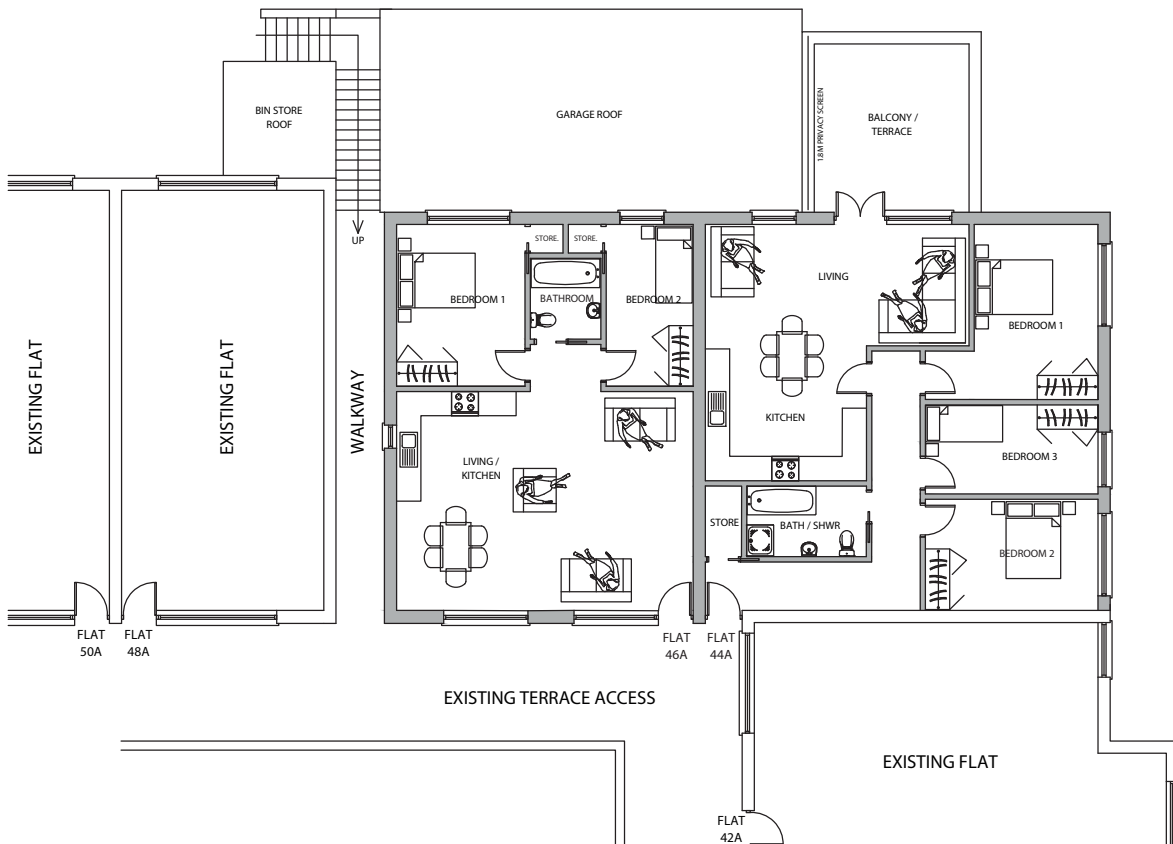 BIN STORE
ROOF
GARAGE ROOF
1.8M PRIVACY SCREEN
BALCONY /
TERRACE
UP
STORE.
STORE.
BEDROOM 1
BATHROOM
BEDROOM 2
LIVING
BEDROOM 1
EXISTING FLAT
EXISTING FLAT
WALKWAY
KITCHEN
BEDROOM 3
LIVING /
KITCHEN
STORE
BATH / SHWR
BEDROOM 2
FLAT
50A
FLAT
48A
FLAT
46A
FLAT
44A
EXISTING TERRACE ACCESS
EXISTING FLAT
FLAT
42A